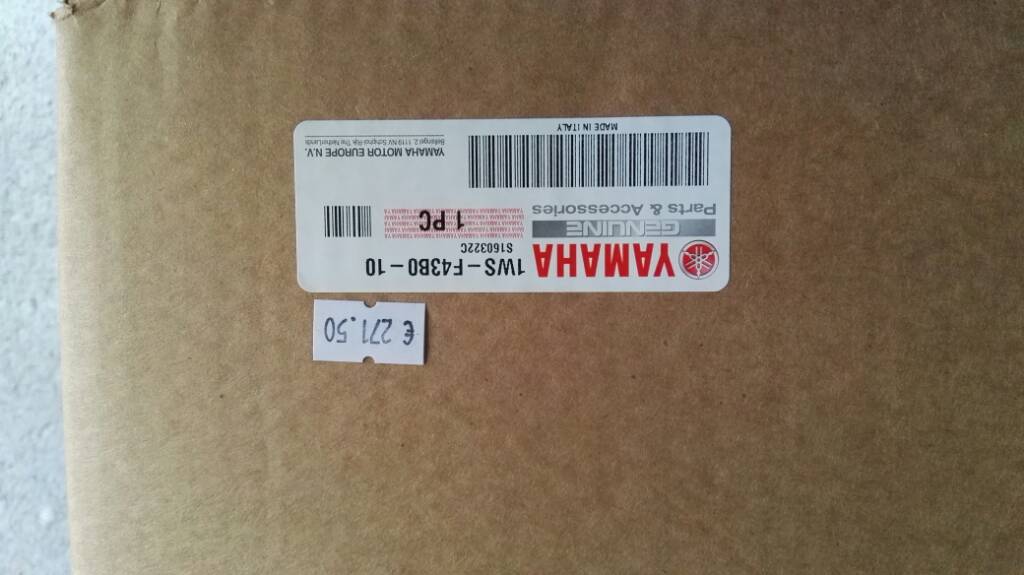 YAMAHA 1WS-F43B0-10
S160322C
GENUINE
Parts & Accessories
1 PC
YAMAHA MOTOR EUROPE N.V.
MADE IN ITALY
€ 271.50